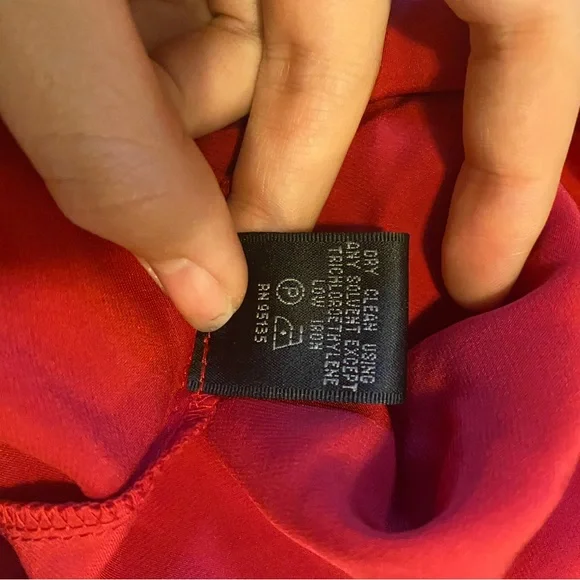 DRY CLEAN USING
ANY SOLVENT EXCEPT
TRICHLOROETHYLENE
LOW IRON
P
RN 95135